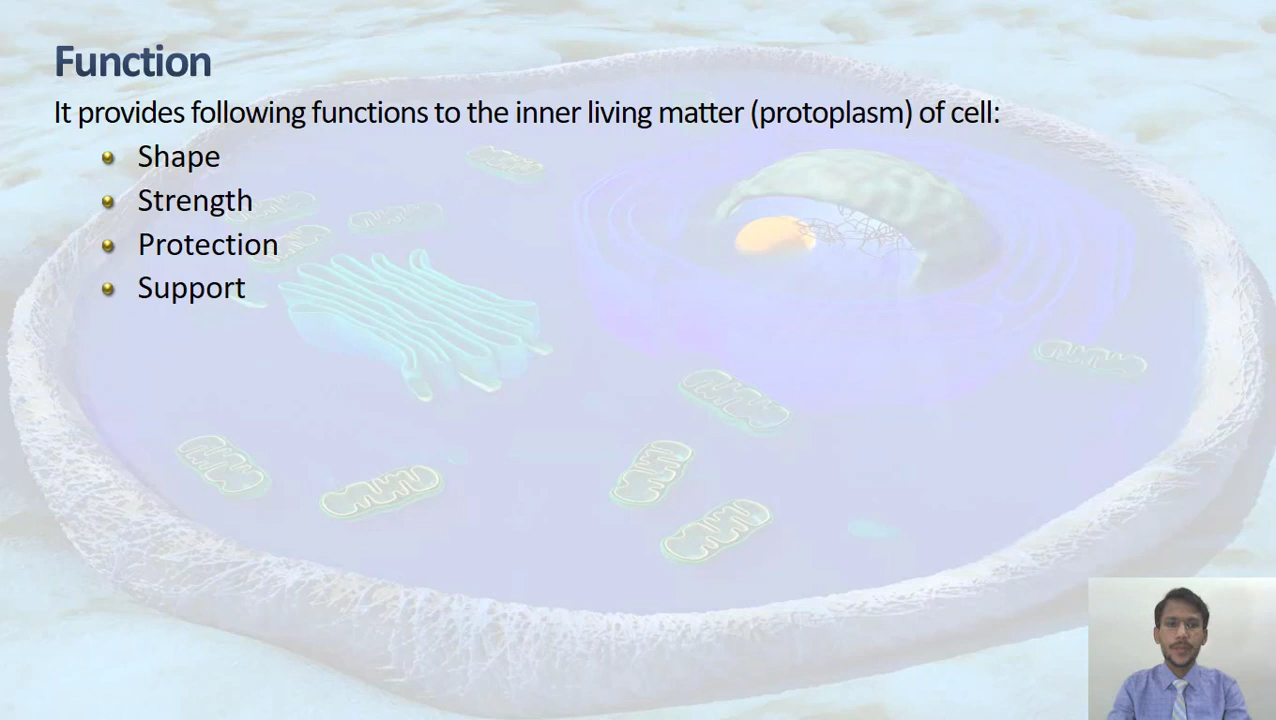 Function
It provides following functions to the inner living matter (protoplasm) of cell:
Shape
Strength
Protection
Support